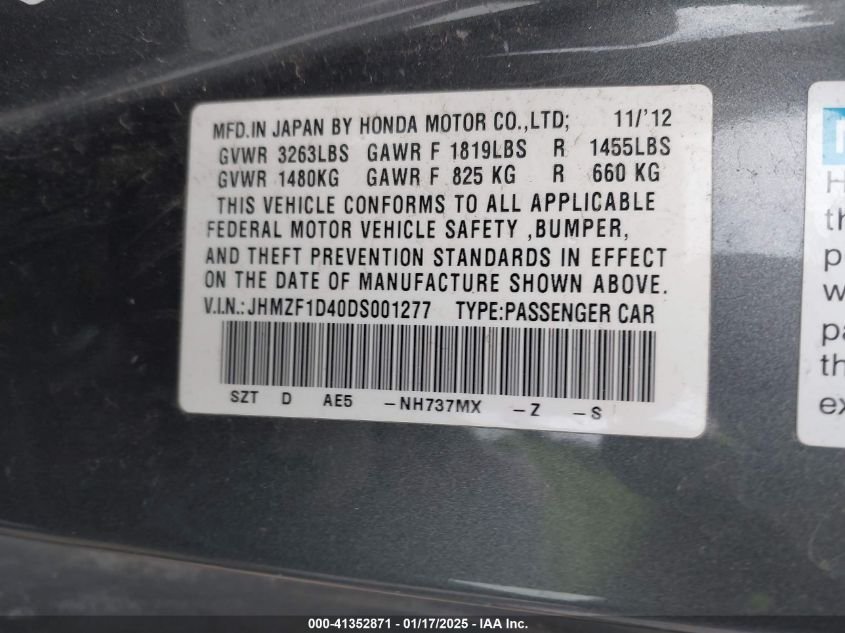 MFD.IN JAPAN BY HONDA MOTOR CO.,LTD; 11/'12
GVWR 3263LBS GAWR F 1819LBS R 1455LBS
GVWR 1480KG GAWR F 825 KG R 660 KG
THIS VEHICLE CONFORMS TO ALL APPLICABLE
FEDERAL MOTOR VEHICLE SAFETY ,BUMPER,
AND THEFT PREVENTION STANDARDS IN EFFECT
ON THE DATE OF MANUFACTURE SHOWN ABOVE.
V.I.N.:JHMZF1D40DS001277 TYPE:PASSENGER CAR
SZT D AE5 -NH737MX -Z -S
000-41352871 - 01/17/2025 - IAAI Inc.